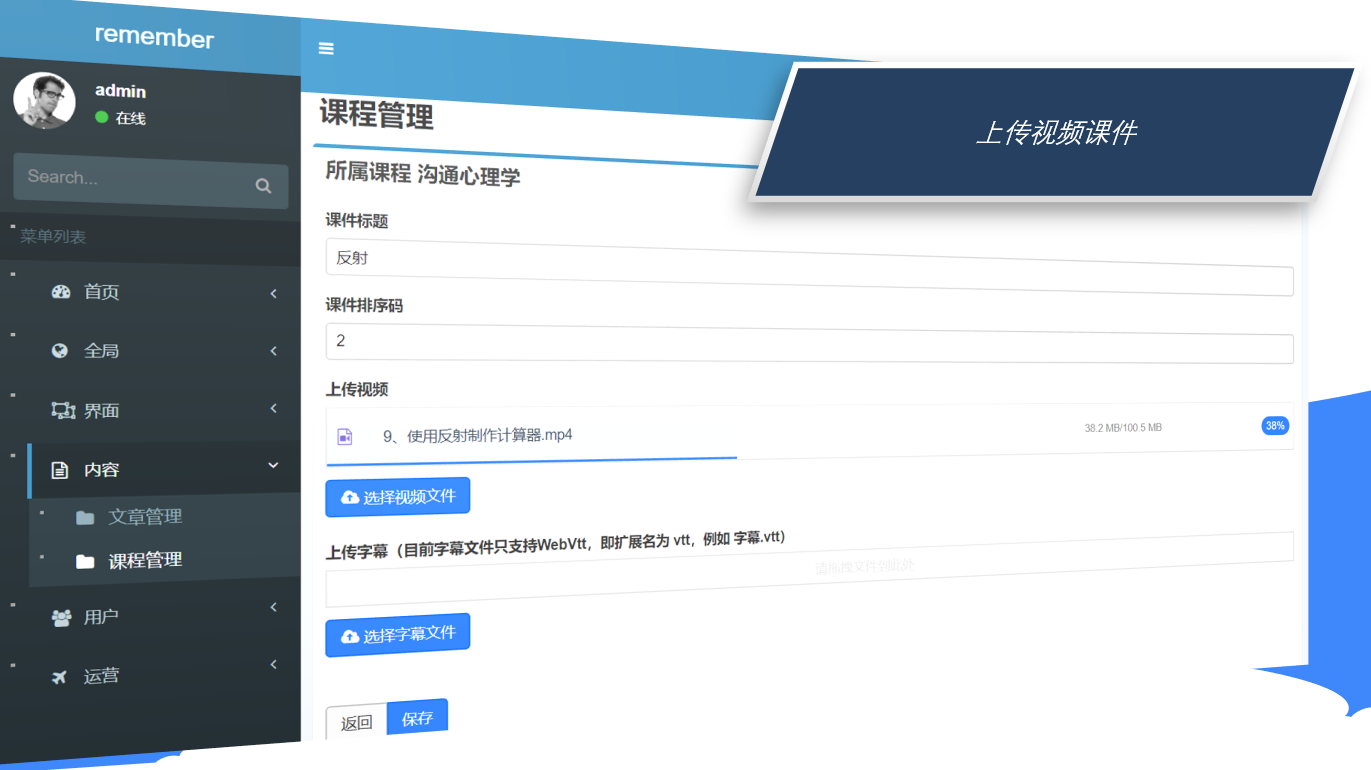 remember
admin
在线
Search...
菜单列表
首页
全局
界面
内容
文章管理
课程管理
用户
运营
上传视频课件
课程管理
所属课程 沟通心理学
课件标题
反射
课件排序码
2
上传视频
9、使用反射制作计算器.mp4
38.2 MB/100.5 MB
38%
选择视频文件
上传字幕（目前字幕文件只支持WebVtt，即扩展名为 vtt，例如 字幕.vtt）
请拖拽文件到此处
选择字幕文件
返回
保存